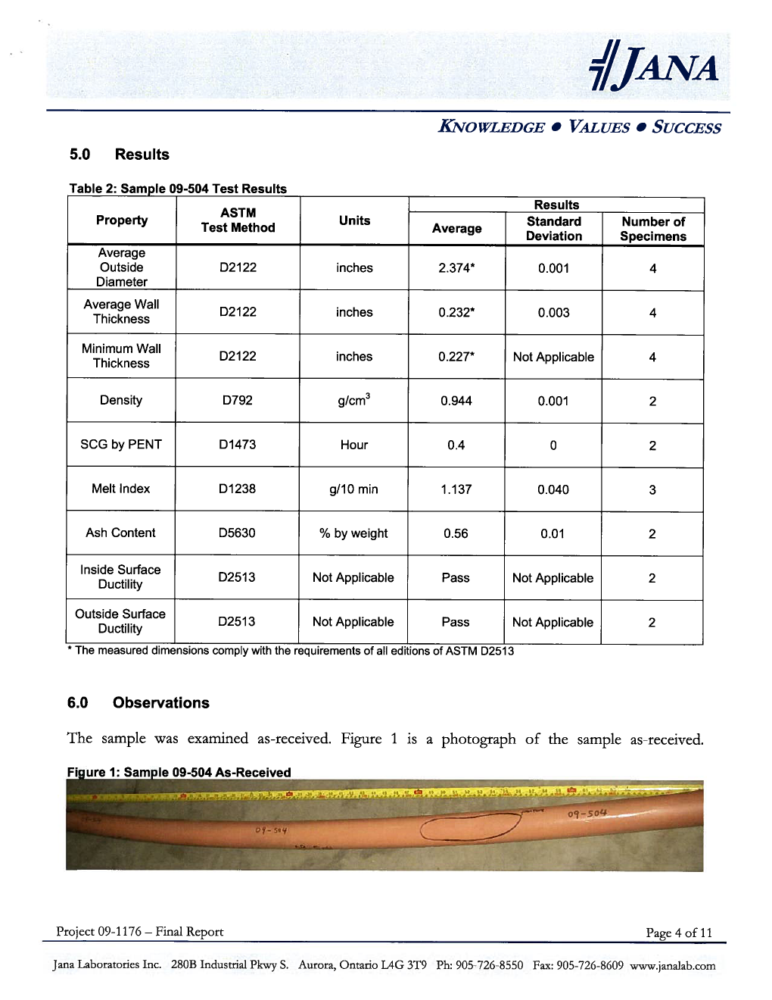 JANA
KNOWLEDGE ● VALUES ● SUCCESS
5.0 Results
Table 2: Sample 09-504 Test Results
Property ASTM Test Method Units Results
Average Standard Deviation Number of Specimens
Average Outside Diameter D2122 inches 2.374* 0.001 4
Average Wall Thickness D2122 inches 0.232* 0.003 4
Minimum Wall Thickness D2122 inches 0.227* Not Applicable 4
Density D792 g/cm³ 0.944 0.001 2
SCG by PENT D1473 Hour 0.4 0 2
Melt Index D1238 g/10 min 1.137 0.040 3
Ash Content D5630 % by weight 0.56 0.01 2
Inside Surface Ductility D2513 Not Applicable Pass Not Applicable 2
Outside Surface Ductility D2513 Not Applicable Pass Not Applicable 2
* The measured dimensions comply with the requirements of all editions of ASTM D2513
6.0 Observations
The sample was examined as-received. Figure 1 is a photograph of the sample as-received.
Figure 1: Sample 09-504 As-Received
09-504
09-504
Project 09-1176 – Final Report Page 4 of 11
Jana Laboratories Inc. 280B Industrial Pkwy S. Aurora, Ontario L4G 3T9 Ph: 905-726-8550 Fax: 905-726-8609 www.janalab.com